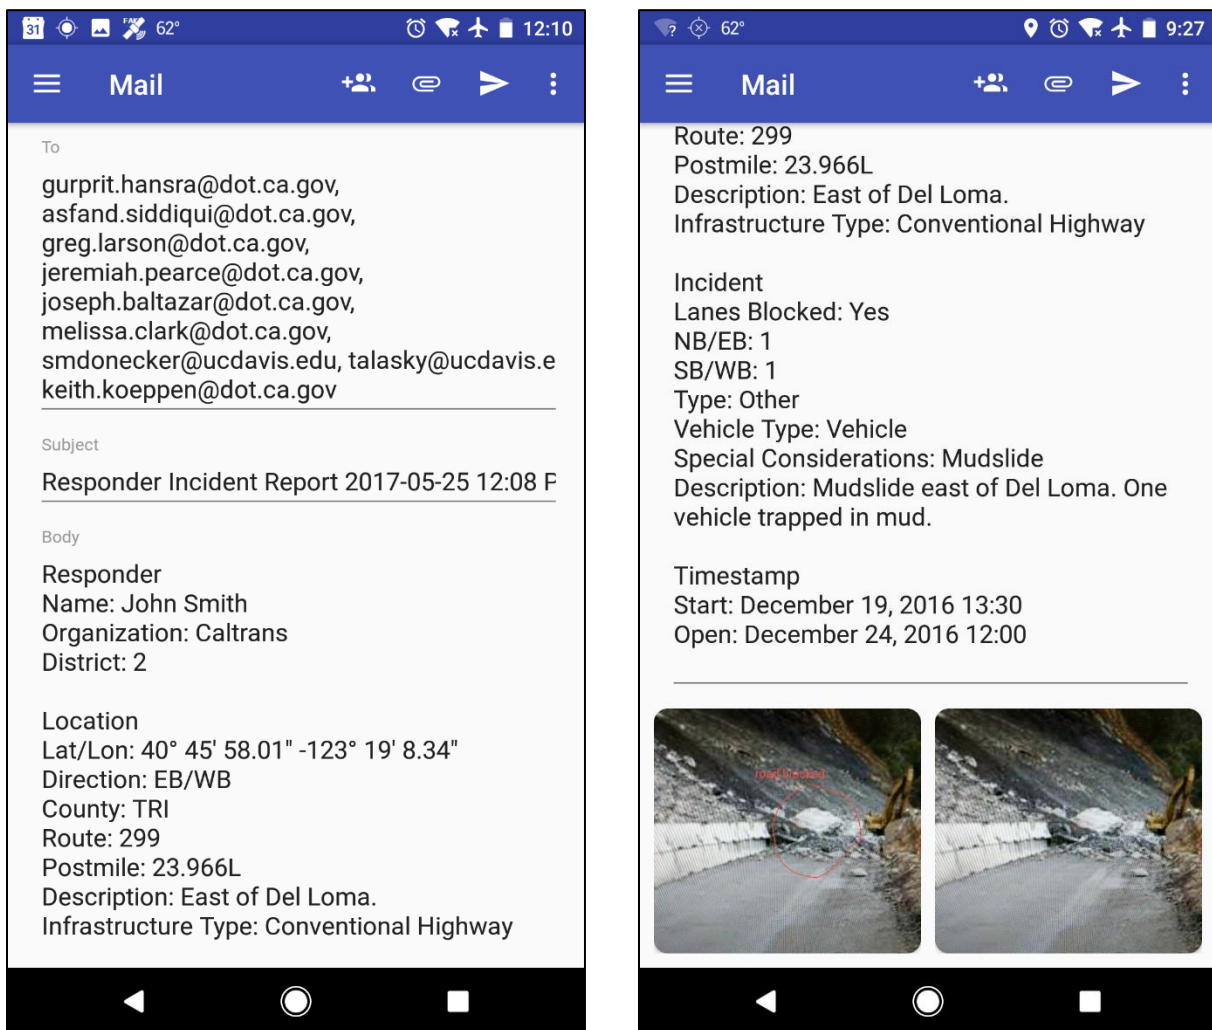 31 FAKE 62° 12:10
Mail
To
gurprit.hansra@dot.ca.gov,
asfand.siddiqui@dot.ca.gov,
greg.larson@dot.ca.gov,
jeremiah.pearce@dot.ca.gov,
joseph.baltazar@dot.ca.gov,
melissa.clark@dot.ca.gov,
smdonecker@ucdavis.edu, talasky@ucdavis.e
keith.koeppen@dot.ca.gov
Subject
Responder Incident Report 2017-05-25 12:08 P
Body
Responder
Name: John Smith
Organization: Caltrans
District: 2
Location
Lat/Lon: 40° 45' 58.01" -123° 19' 8.34"
Direction: EB/WB
County: TRI
Route: 299
Postmile: 23.966L
Description: East of Del Loma.
Infrastructure Type: Conventional Highway
? 62° 9:27
Mail
Route: 299
Postmile: 23.966L
Description: East of Del Loma.
Infrastructure Type: Conventional Highway
Incident
Lanes Blocked: Yes
NB/EB: 1
SB/WB: 1
Type: Other
Vehicle Type: Vehicle
Special Considerations: Mudslide
Description: Mudslide east of Del Loma. One
vehicle trapped in mud.
Timestamp
Start: December 19, 2016 13:30
Open: December 24, 2016 12:00
road blocked